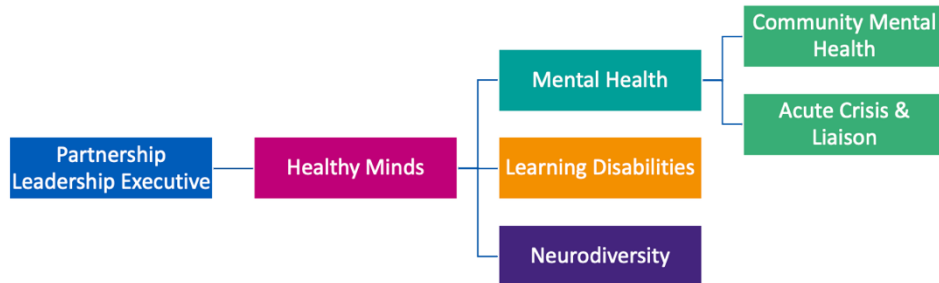 Partnership
Leadership Executive
Healthy Minds
Mental Health
Learning Disabilities
Neurodiversity
Community Mental
Health
Acute Crisis &
Liaison